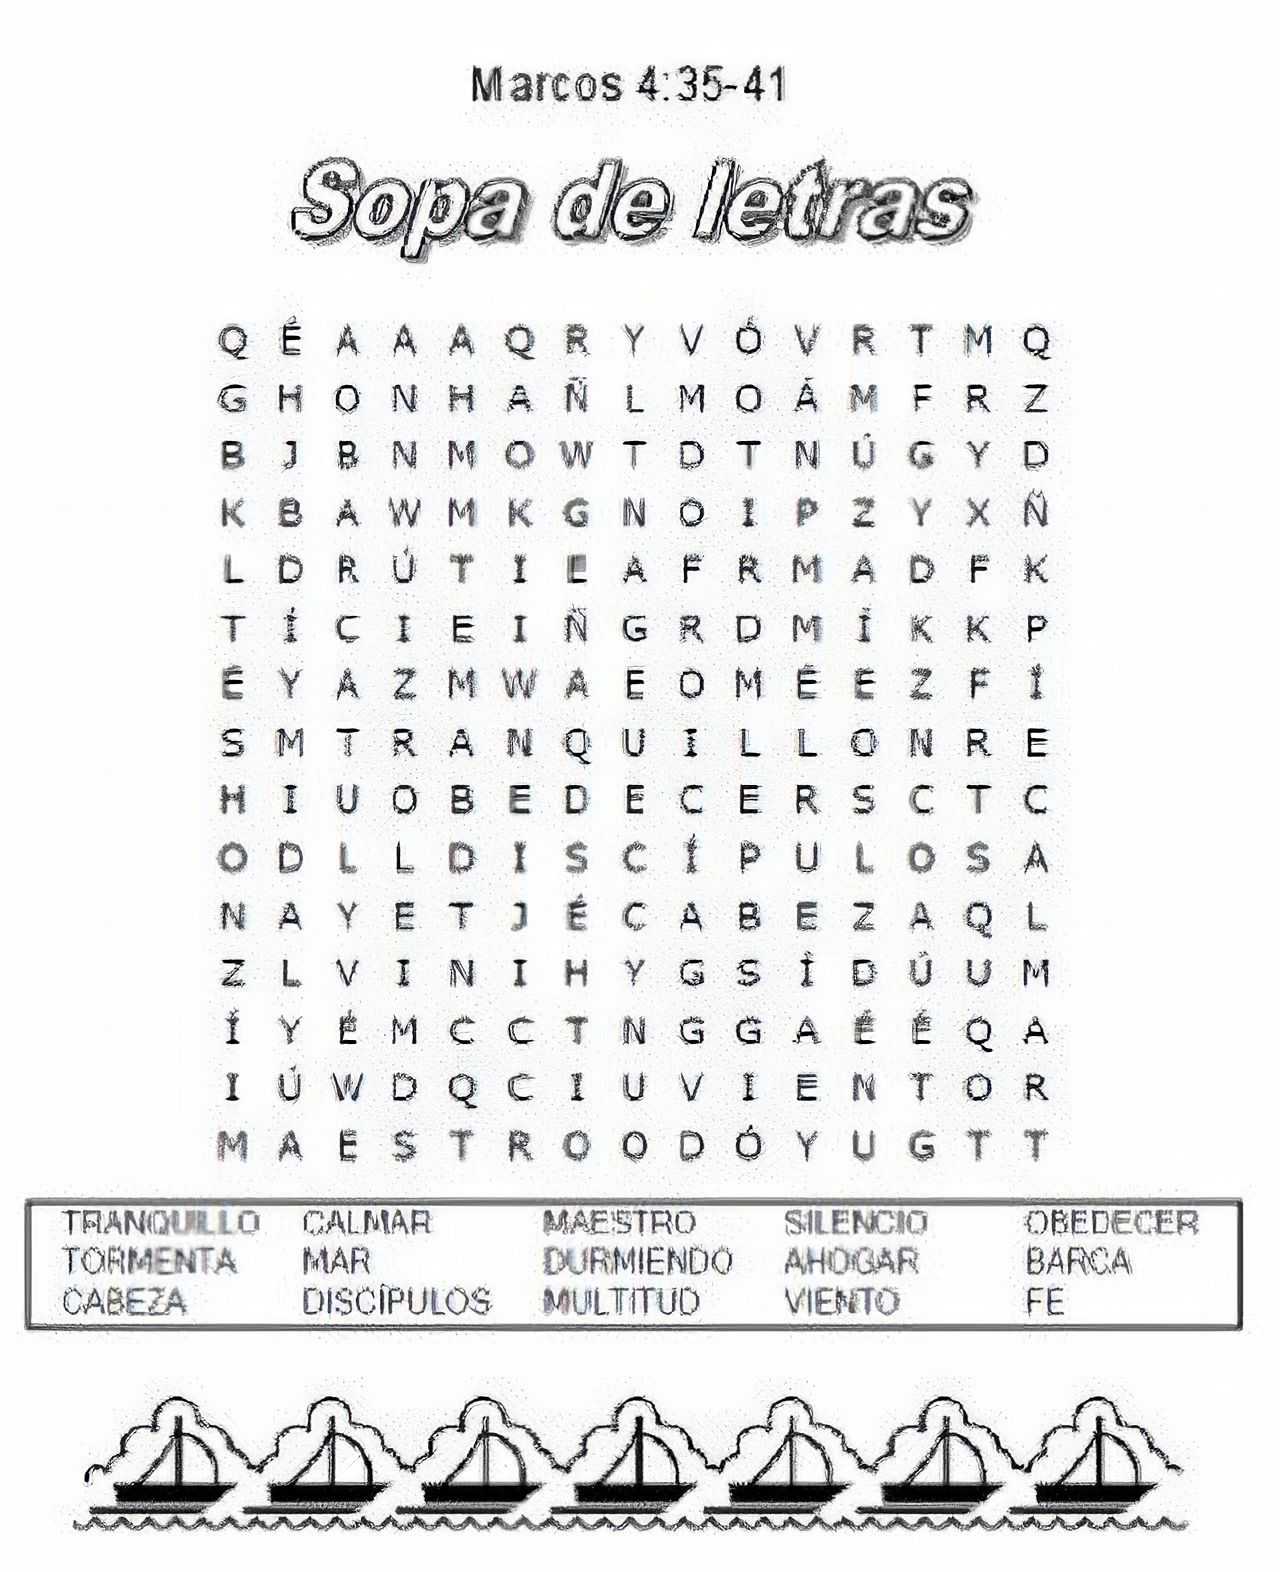 Marcos 4:35-41
Sopa de letras
Q É A A A Q R Y V Ó V R T M Q
G H O N H A Ñ L M O Á M F R Z
B J B N M O W T D T N Ú G Y D
K B A W M K G N O I P Z Y X Ñ
L D R Ú T I L A F R M A D F K
T Í C I E I Ñ G R D M Í K K P
É Y A Z M W A E O M É E Z F Í
S M T R A N Q U I L L O N R E
H I U O B E D E C E R S C T C
O D L L D I S C Í P U L O S A
N A Y E T J É C A B E Z A Q L
Z L V I N I H Y G S Í D Ú U M
Í Y É M C C T N G G A É É Q A
I Ú W D Q C I U V I E N T O R
M A E S T R O O D Ó Y U G T T
TRANQUILLO CALMAR MAESTRO SILENCIO OBEDECER
TORMENTA MAR DURMIENDO AHOGAR BARCA
CABEZA DISCÍPULOS MULTITUD VIENTO FE